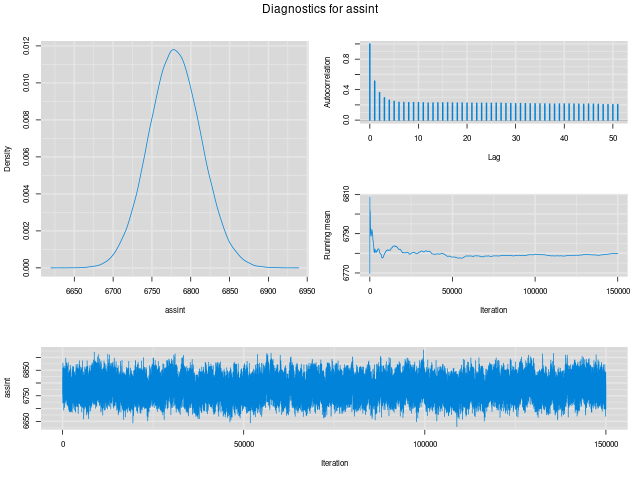 Diagnostics for assint
Density
0.000 0.002 0.004 0.006 0.008 0.010 0.012
6650 6700 6750 6800 6850 6900 6950
assint
Autocorrelation
0.0 0.4 0.8
0 10 20 30 40 50
Lag
Running mean
6770 6790 6810
0 50000 100000 150000
Iteration
assint
6650 6750 6850
0 50000 100000 150000
Iteration